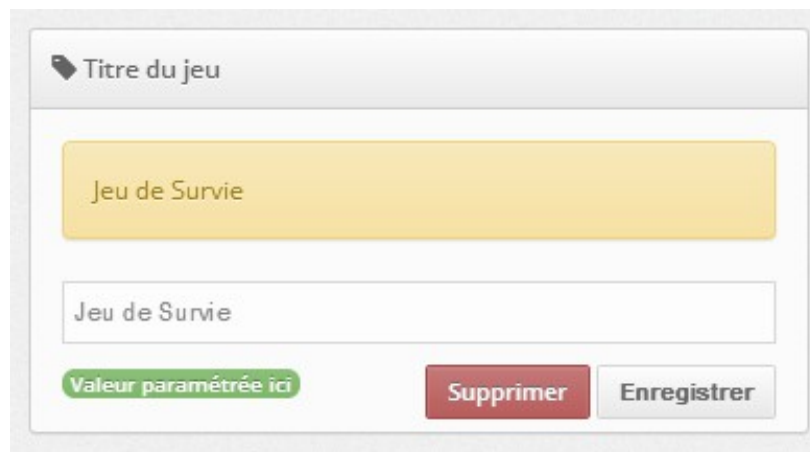 Titre du jeu
Jeu de Survie
Jeu de Survie
Valeur paramétrée ici Supprimer Enregistrer